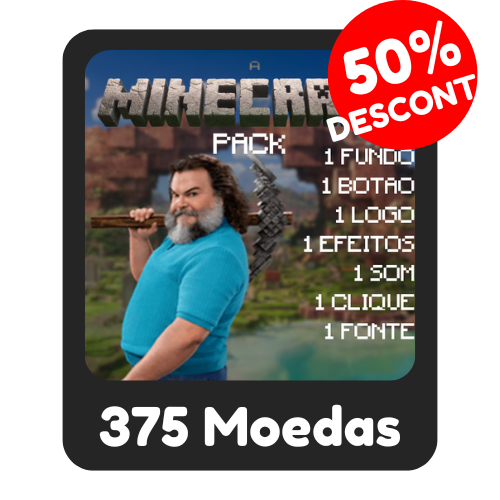 50%
DESCONT
A
MINECRA
PACK
1 FUNDO
1 BOTAO
1 LOGO
1 EFEITOS
1 SOM
1 CLIQUE
1 FONTE
375 Moedas